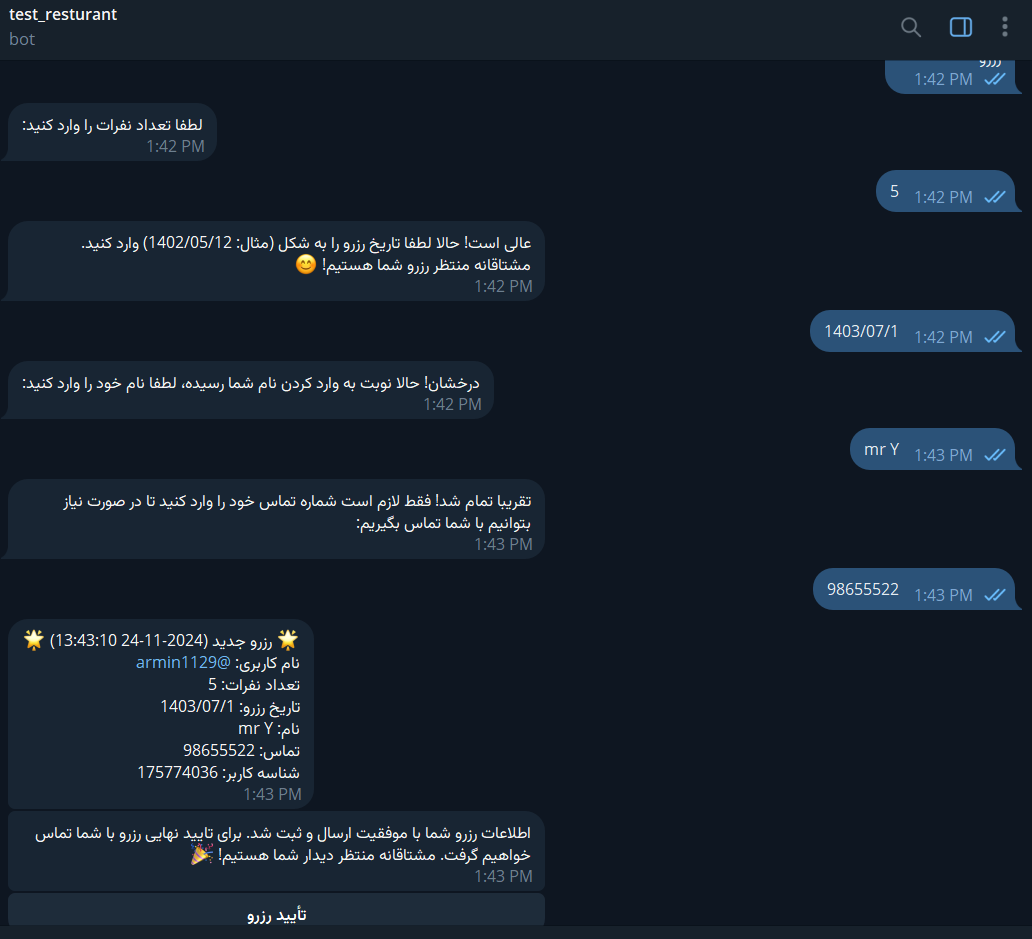 test_resturant
bot
رزرو
1:42 PM
لطفا تعداد نفرات را وارد کنید:
1:42 PM
5
1:42 PM
عالی است! حالا لطفا تاریخ رزرو را به شکل (مثال: 1402/05/12) وارد کنید.
مشتاقانه منتظر رزرو شما هستیم! 😊
1:42 PM
1403/07/1
1:42 PM
درخشان! حالا نوبت به وارد کردن نام شما رسیده، لطفا نام خود را وارد کنید:
1:42 PM
mr Y
1:43 PM
تقریبا تمام شد! فقط لازم است شماره تماس خود را وارد کنید تا در صورت نیاز
بتوانیم با شما تماس بگیریم:
1:43 PM
98655522
1:43 PM
🌟 رزرو جدید (2024-11-24 13:43:10) 🌟
نام کاربری: @armin1129
تعداد نفرات: 5
تاریخ رزرو: 1403/07/1
نام: mr Y
تماس: 98655522
شناسه کاربر: 175774036
1:43 PM
اطلاعات رزرو شما با موفقیت ارسال و ثبت شد. برای تایید نهایی رزرو با شما تماس
خواهیم گرفت. مشتاقانه منتظر دیدار شما هستیم! 🎉
1:43 PM
تأیید رزرو